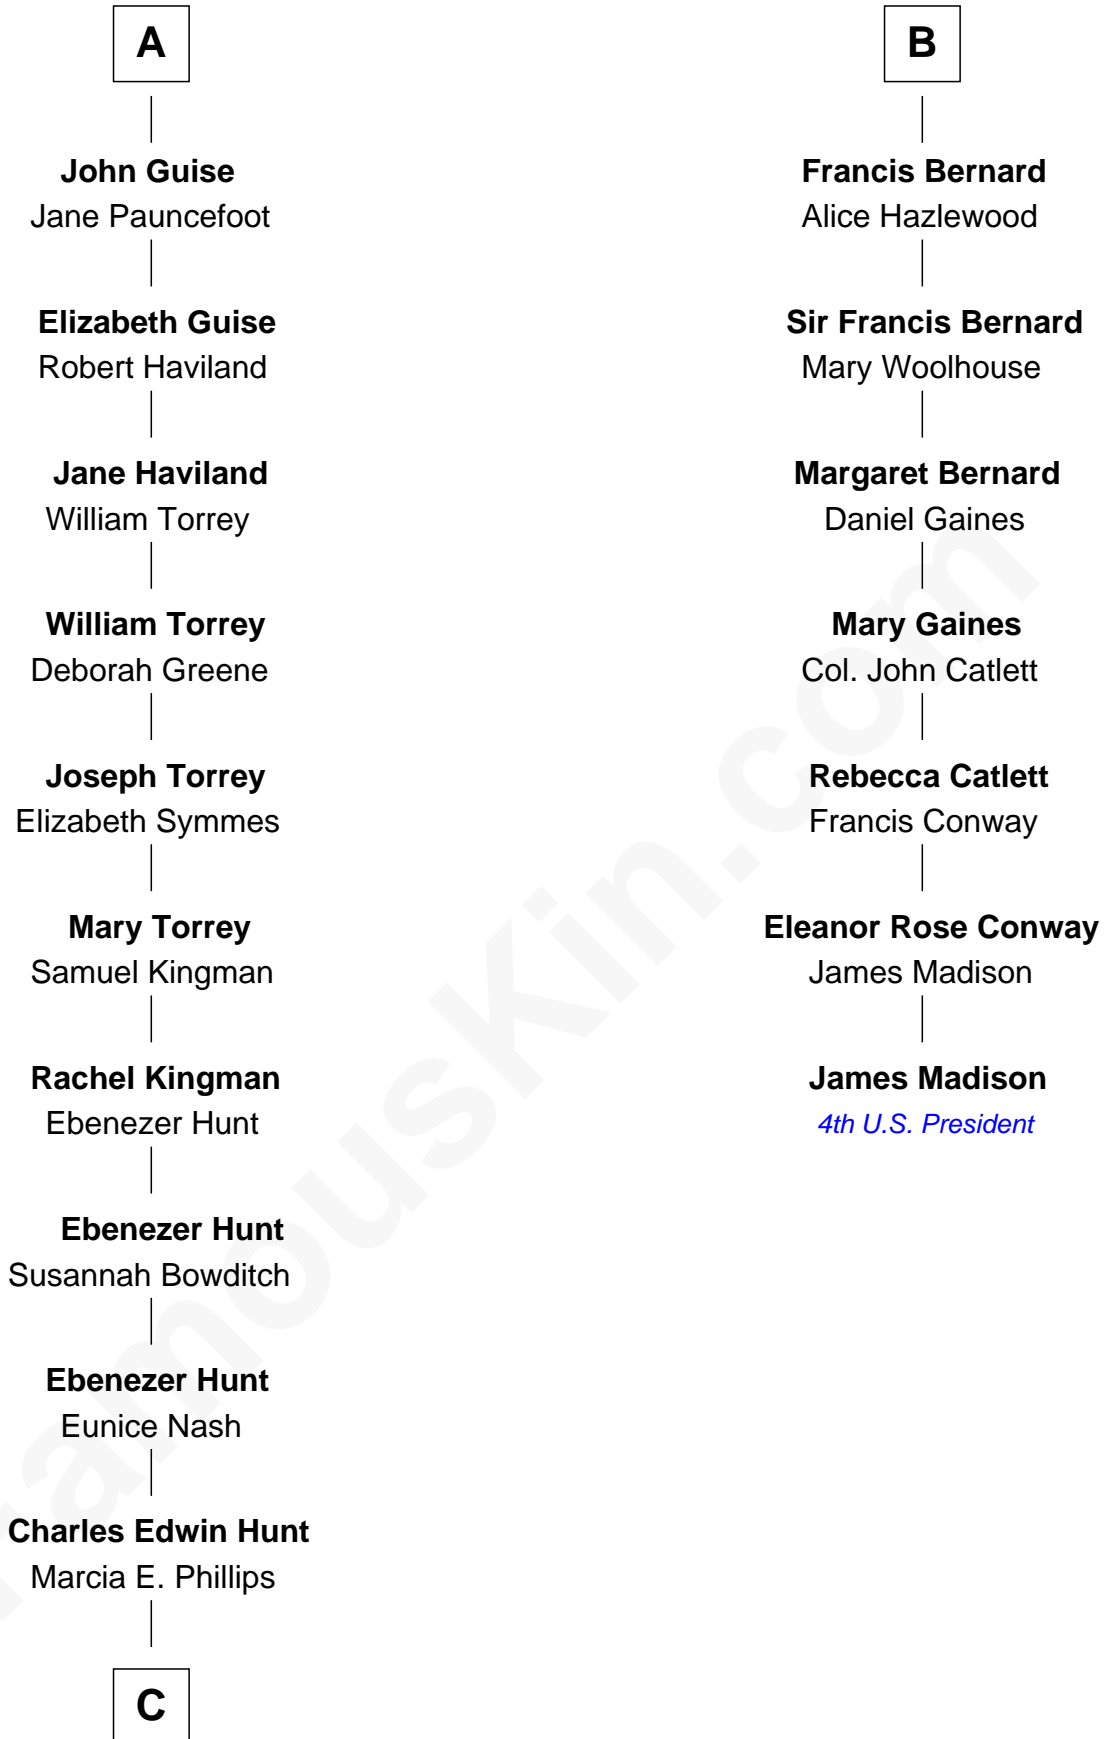 A
John Guise
Jane Pauncefoot
Elizabeth Guise
Robert Haviland
Jane Haviland
William Torrey
William Torrey
Deborah Greene
Joseph Torrey
Elizabeth Symmes
Mary Torrey
Samuel Kingman
Rachel Kingman
Ebenezer Hunt
Ebenezer Hunt
Susannah Bowditch
Ebenezer Hunt
Eunice Nash
Charles Edwin Hunt
Marcia E. Phillips
C
B
Francis Bernard
Alice Hazlewood
Sir Francis Bernard
Mary Woolhouse
Margaret Bernard
Daniel Gaines
Mary Gaines
Col. John Catlett
Rebecca Catlett
Francis Conway
Eleanor Rose Conway
James Madison
James Madison
4th U.S. President
FamousKin.com